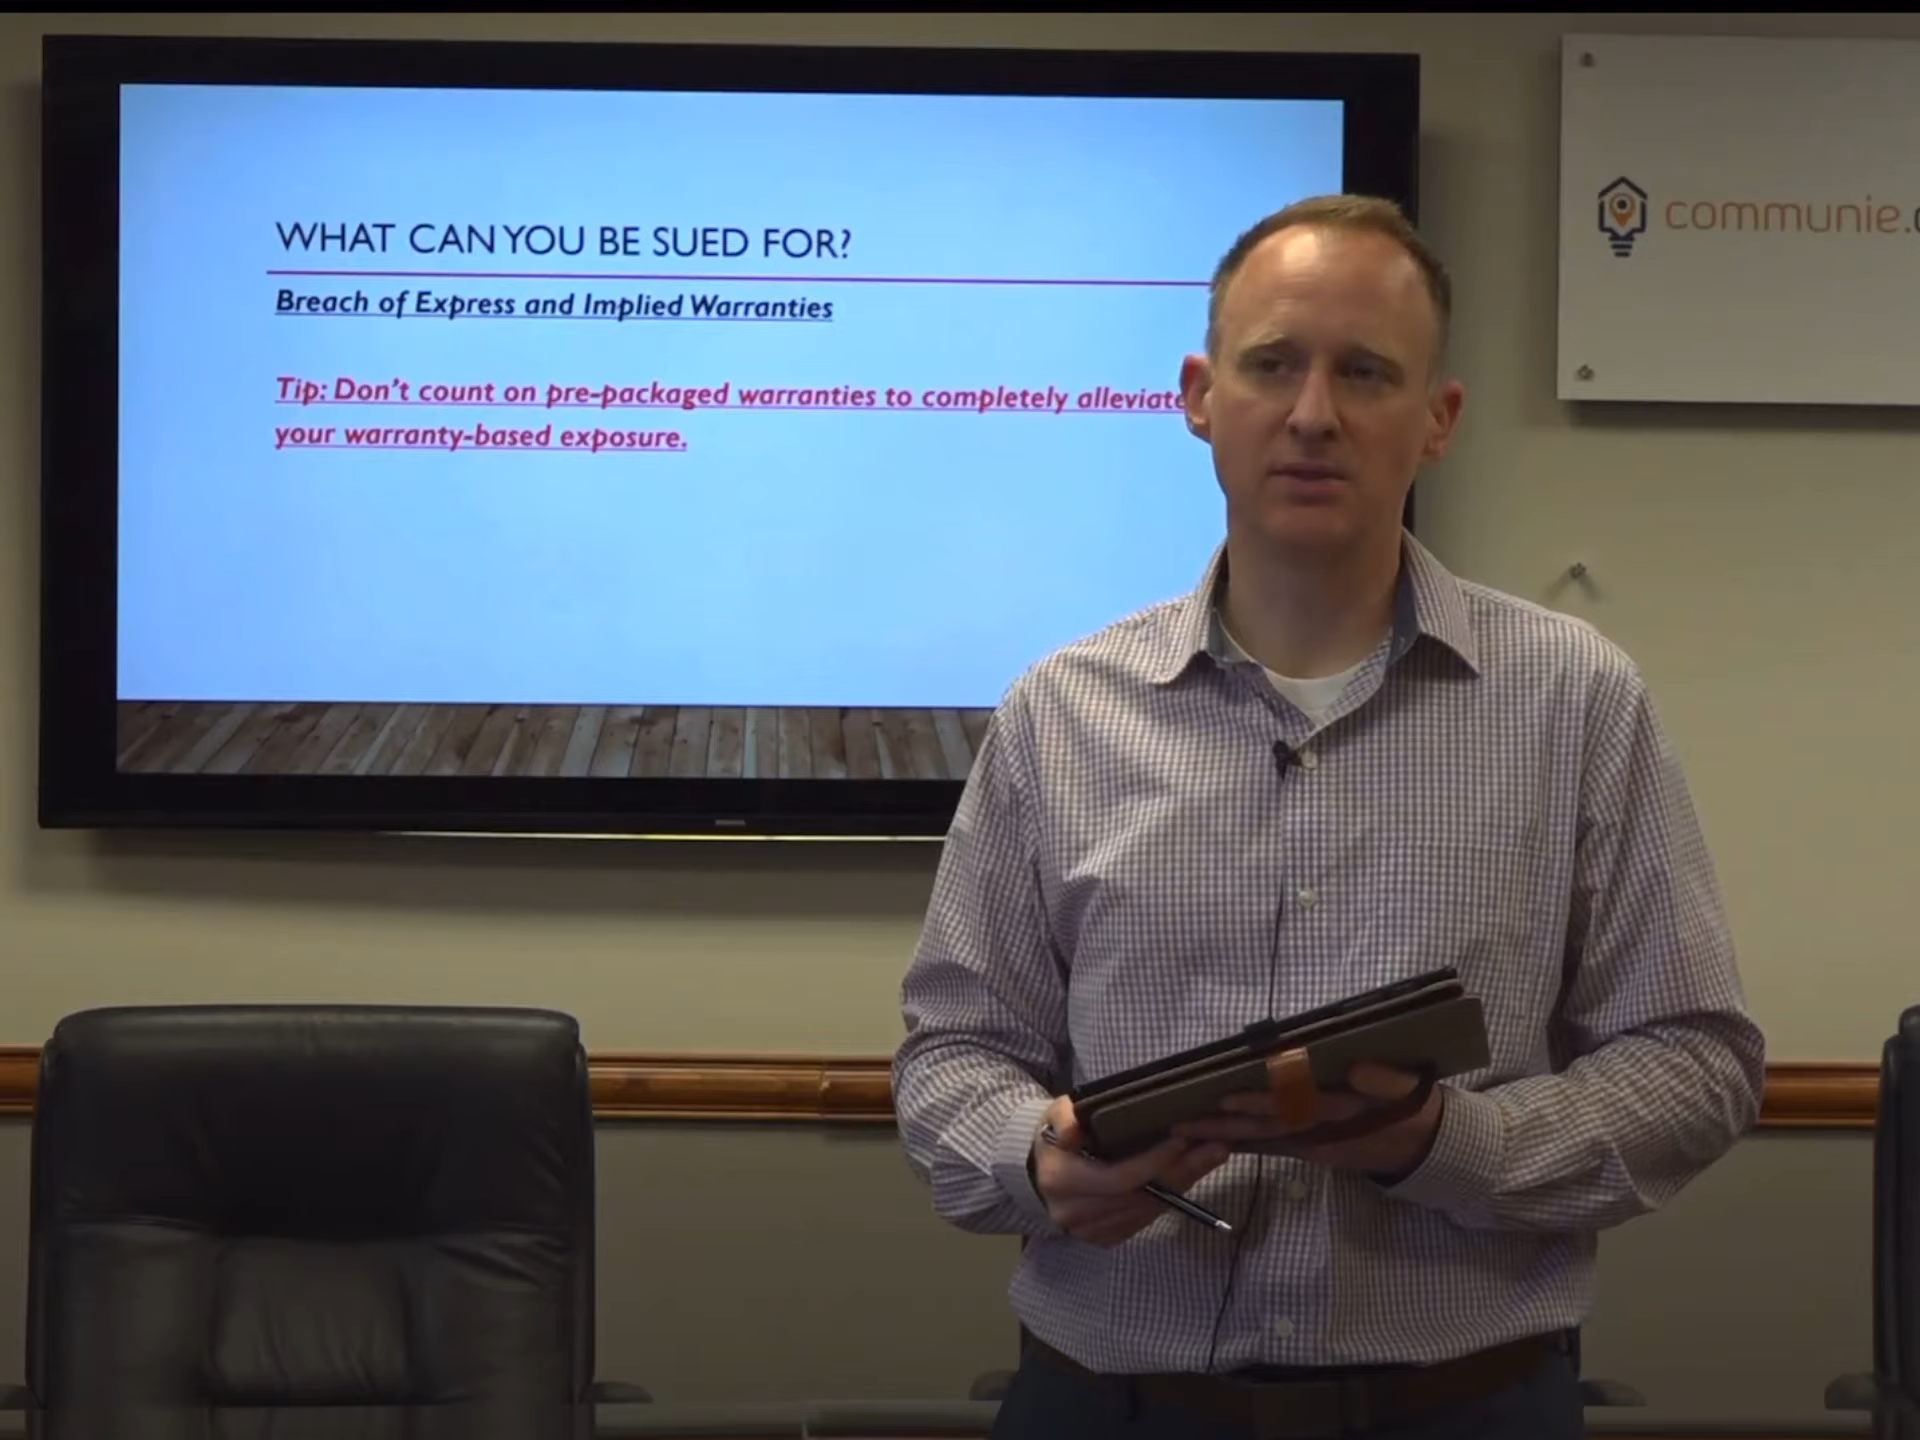 WHAT CAN YOU BE SUED FOR?
Breach of Express and Implied Warranties
Tip: Don't count on pre-packaged warranties to completely alleviate
your warranty-based exposure.
communie.